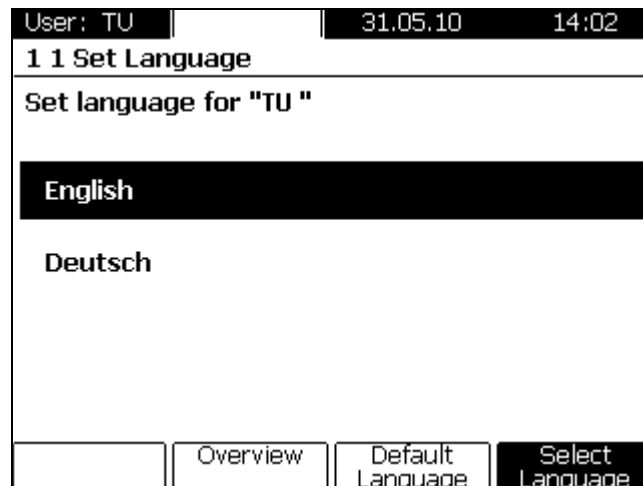 User: TU 31.05.10 14:02
1 1 Set Language
Set language for "TU "
English
Deutsch
Overview
Default Language
Select Language